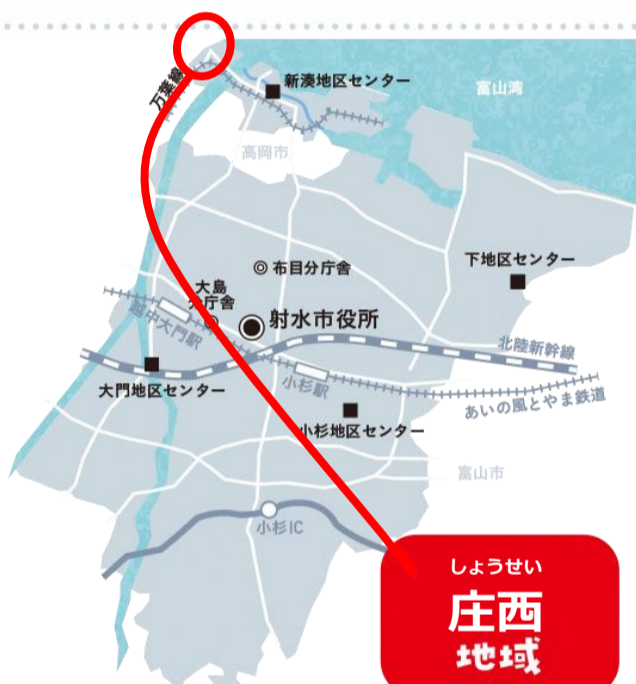 万葉線
新湊地区センター
富山湾
高岡市
下地区センター
布目分庁舎
大島
分庁舎
越中大門駅
射水市役所
北陸新幹線
大門地区センター
小杉駅
あいの風とやま鉄道
小杉地区センター
富山市
小杉IC
しょうせい
庄西
地域